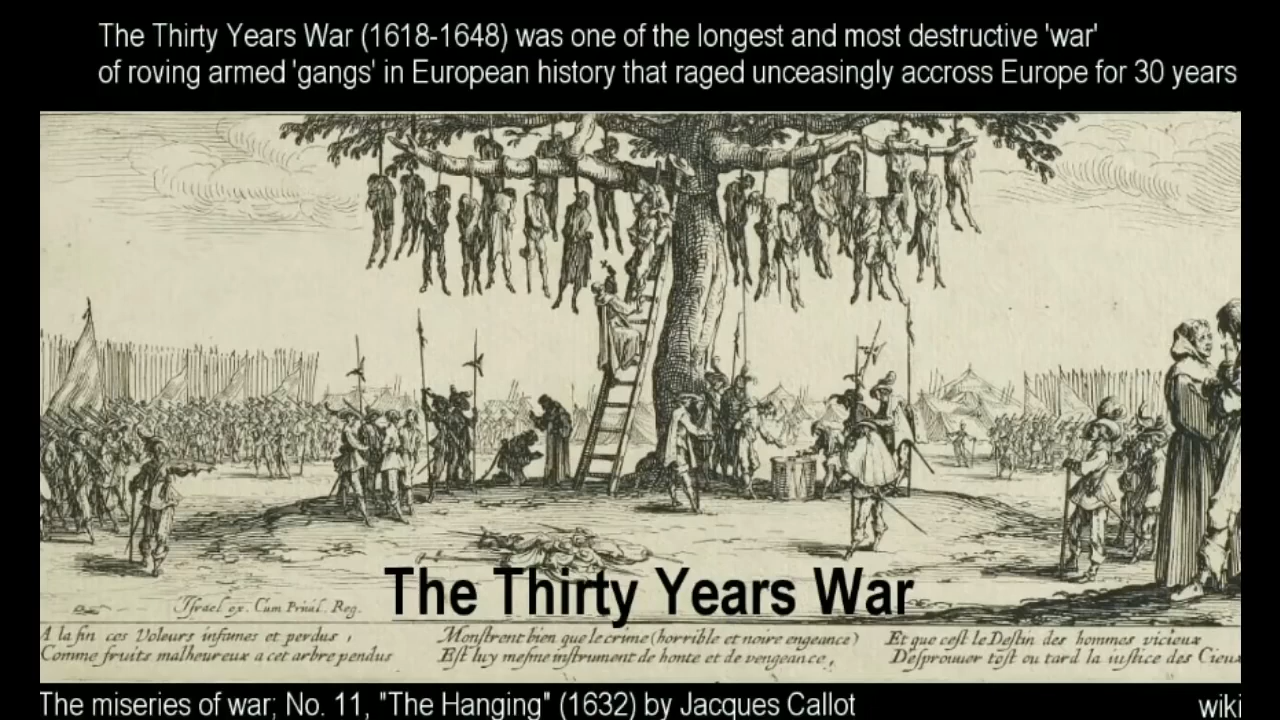 The Thirty Years War (1618-1648) was one of the longest and most destructive 'war'
of roving armed 'gangs' in European history that raged unceasingly accross Europe for 30 years
The Thirty Years War
Israel ex. Cum Priuil. Reg.
A la fin ces Voleurs infames et perdus ,
Comme fruits malheureux a cet arbre pendus
Monstrent bien que le crime (horrible et noire engeance)
Est luy mesme instrument de honte et de vengeance ,
Et que cest le Destin des hommes vicieux
Desprouuer tost ou tard la iustice des Cieux
The miseries of war; No. 11, "The Hanging" (1632) by Jacques Callot
wiki